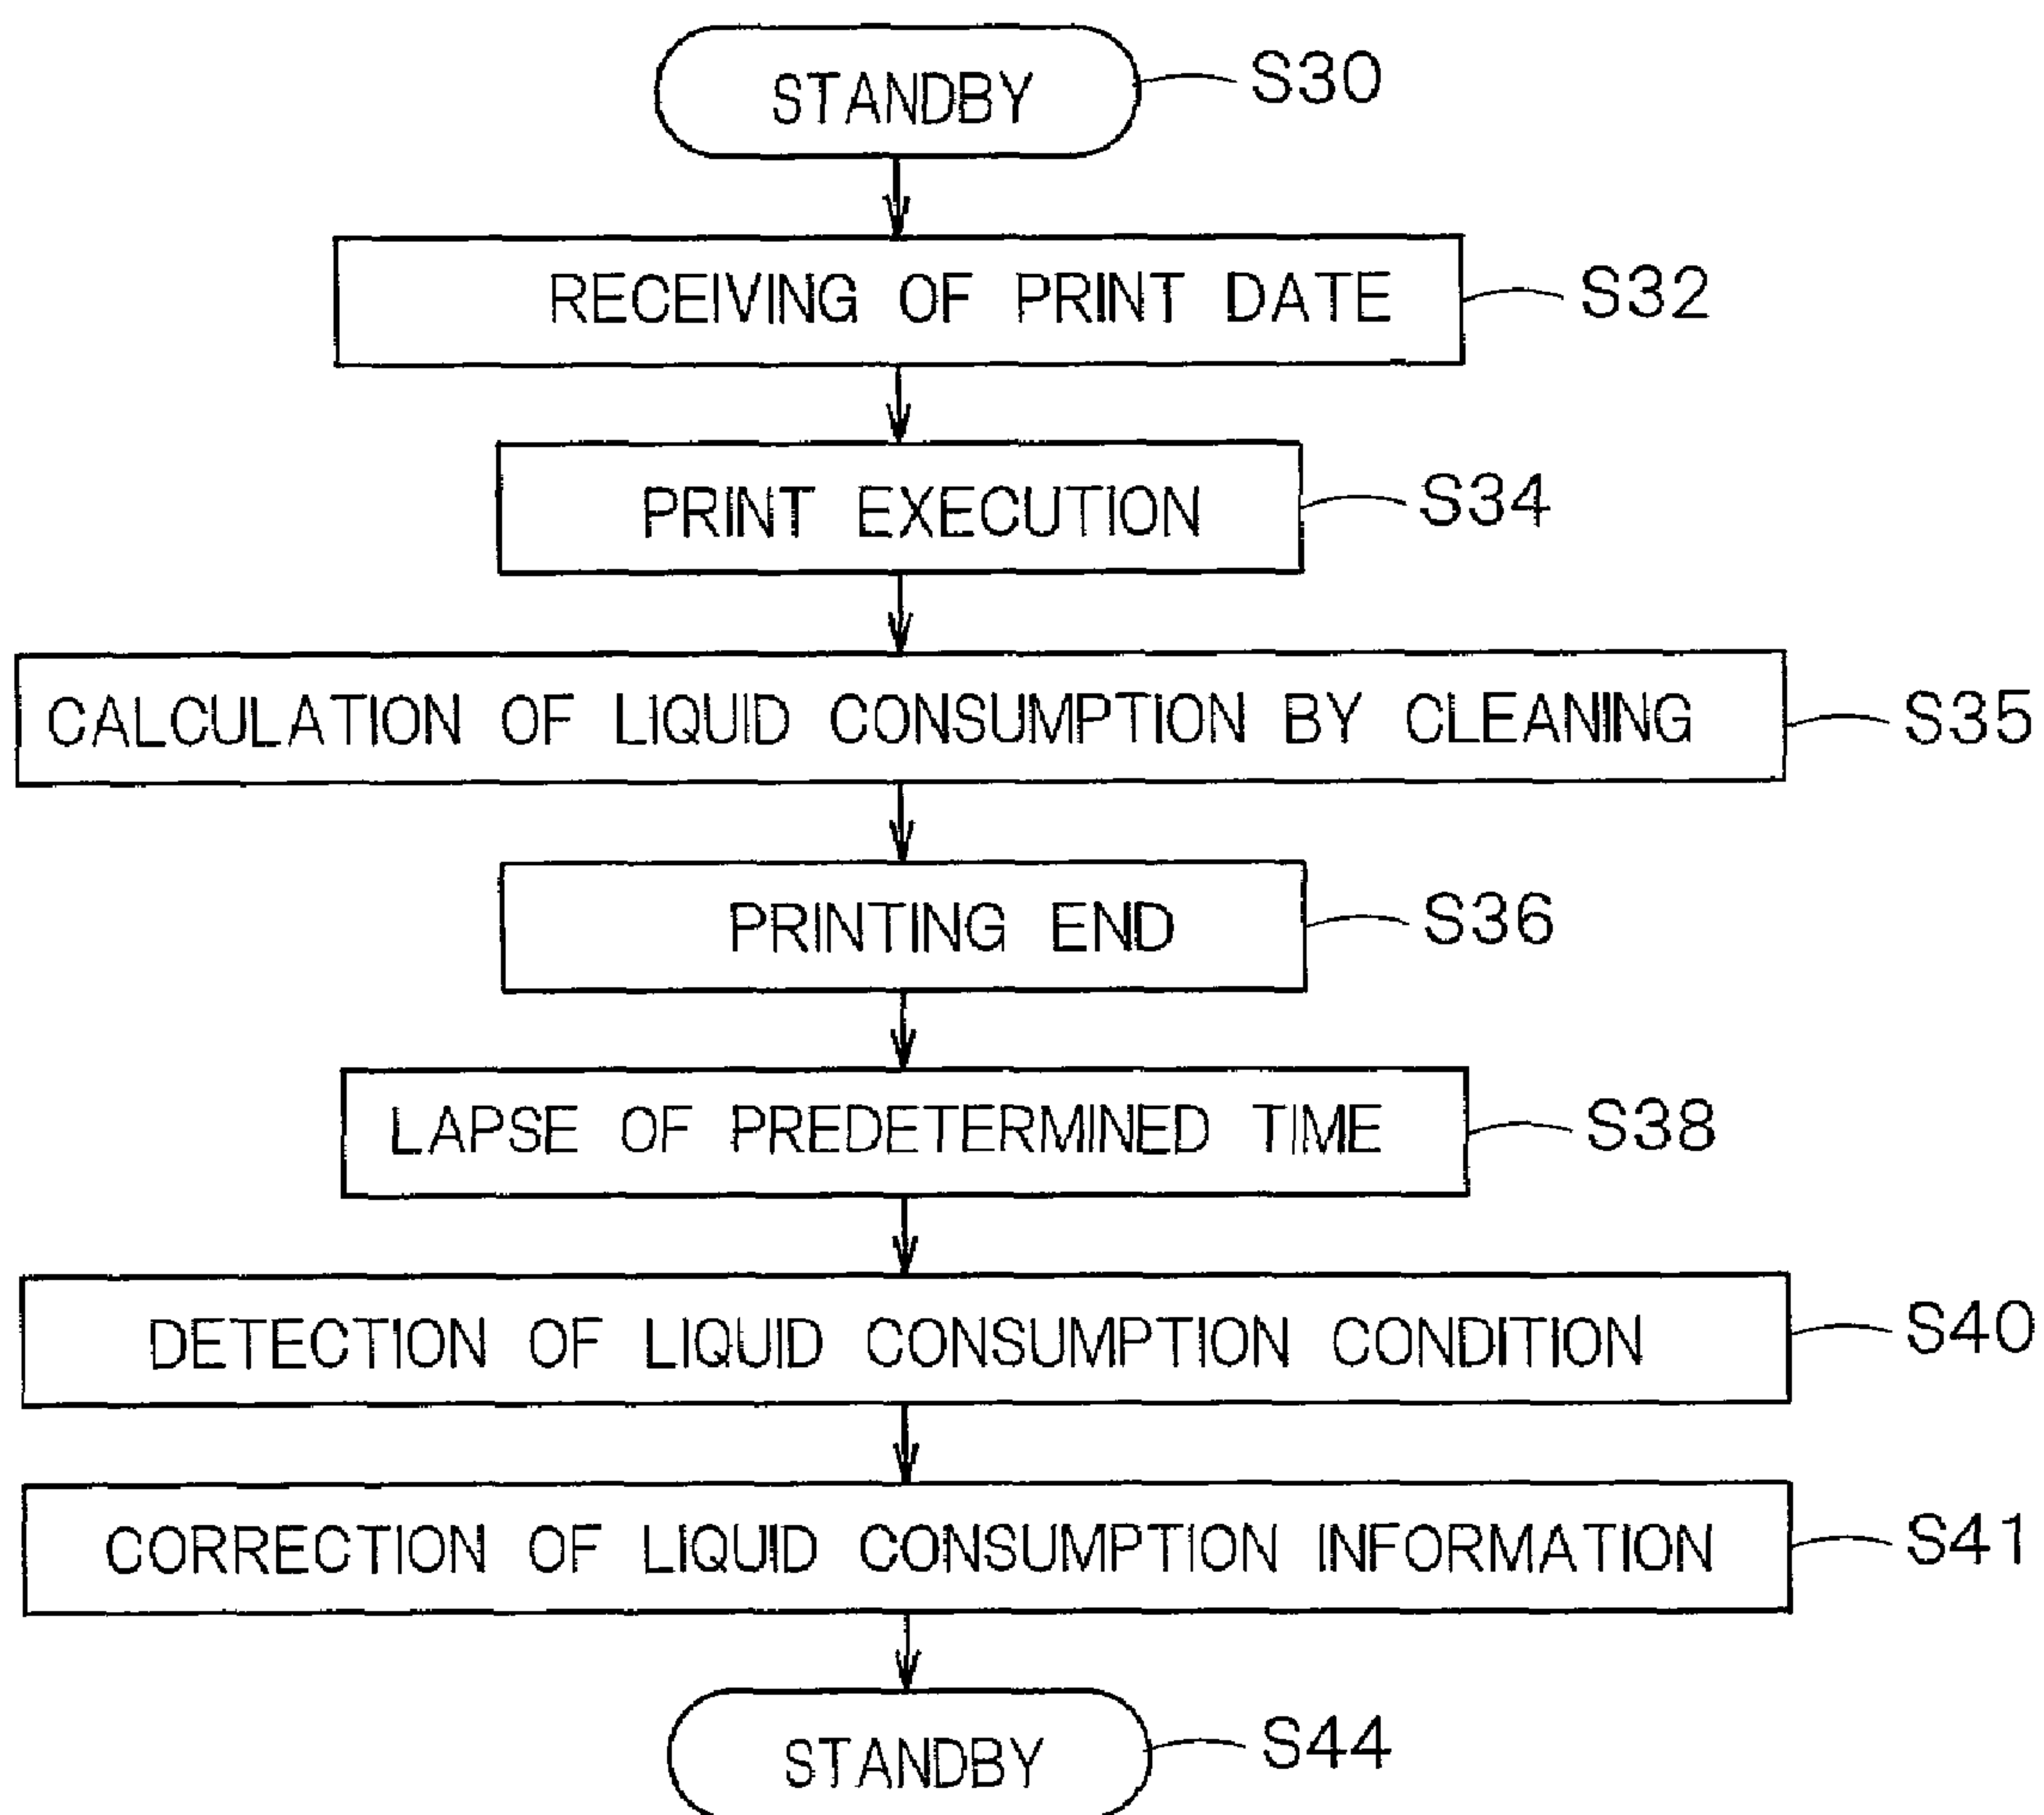 STANDBY S30
RECEIVING OF PRINT DATE S32
PRINT EXECUTION S34
CALCULATION OF LIQUID CONSUMPTION BY CLEANING S35
PRINTING END S36
LAPSE OF PREDETERMINED TIME S38
DETECTION OF LIQUID CONSUMPTION CONDITION S40
CORRECTION OF LIQUID CONSUMPTION INFORMATION S41
STANDBY S44